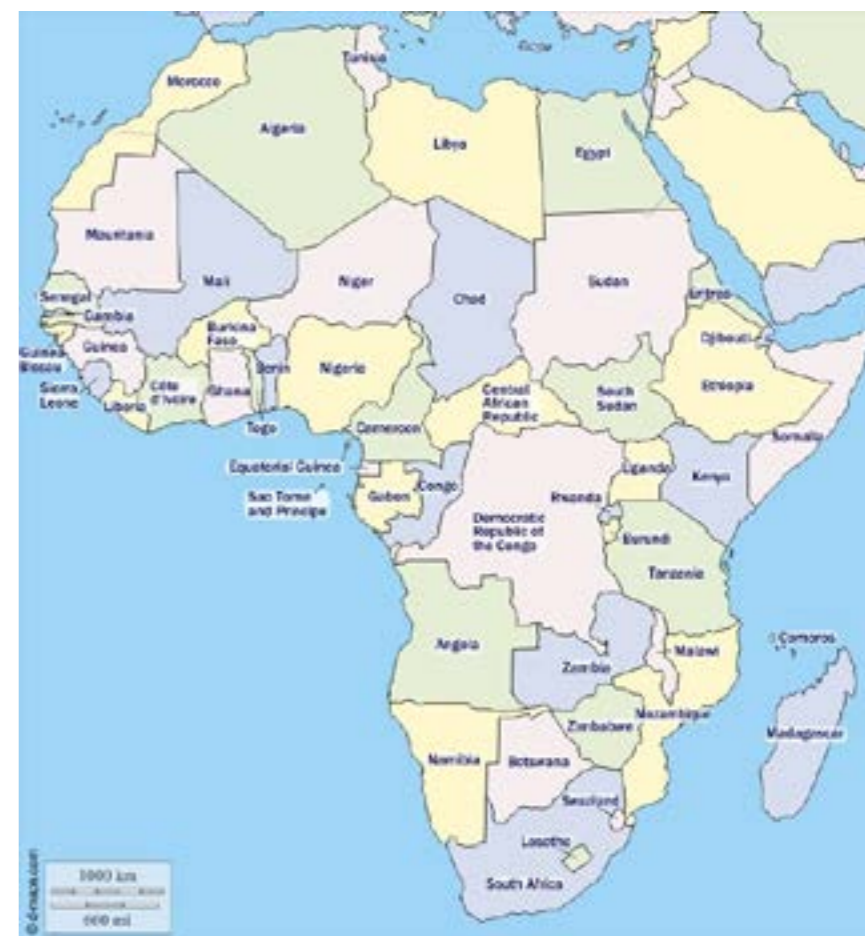 Tunisia
Morocco
Algeria
Libya
Egypt
Mauritania
Mali
Niger
Chad
Sudan
Eritrea
Senegal
Gambia
Burkina
Faso
Djibouti
Guinea
Bissau
Guinea
Benin
Nigeria
Ethiopia
Sierra
Leone
Côte
d'Ivoire
Ghana
Central
African
Republic
South
Sudan
Liberia
Togo
Cameroon
Somalia
Equatorial Guinea
Uganda
Kenya
Sao Tome
and Principe
Gabon
Congo
Rwanda
Democratic
Republic of
the Congo
Burundi
Tanzania
Comoros
Angola
Malawi
Zambia
Mozambique
Zimbabwe
Madagascar
Namibia
Botswana
Swaziland
Lesotho
South Africa
1000 km
600 mi
© d-maps.com